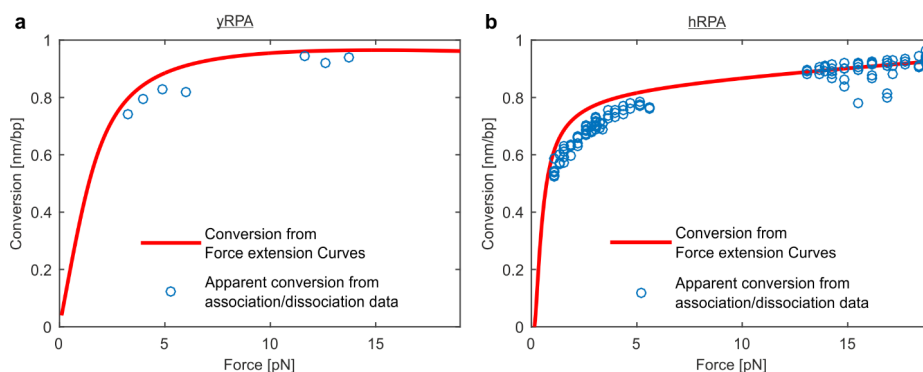 a
yRPA
1
0.8
0.6
0.4
0.2
0
Conversion [nm/bp]
Conversion from
Force extension Curves
Apparent conversion from
association/dissociation data
0 5 10 15
Force [pN]
b
hRPA
1
0.8
0.6
0.4
0.2
0
Conversion [nm/bp]
Conversion from
Force extension Curves
Apparent conversion from
association/dissociation data
0 5 10 15
Force [pN]